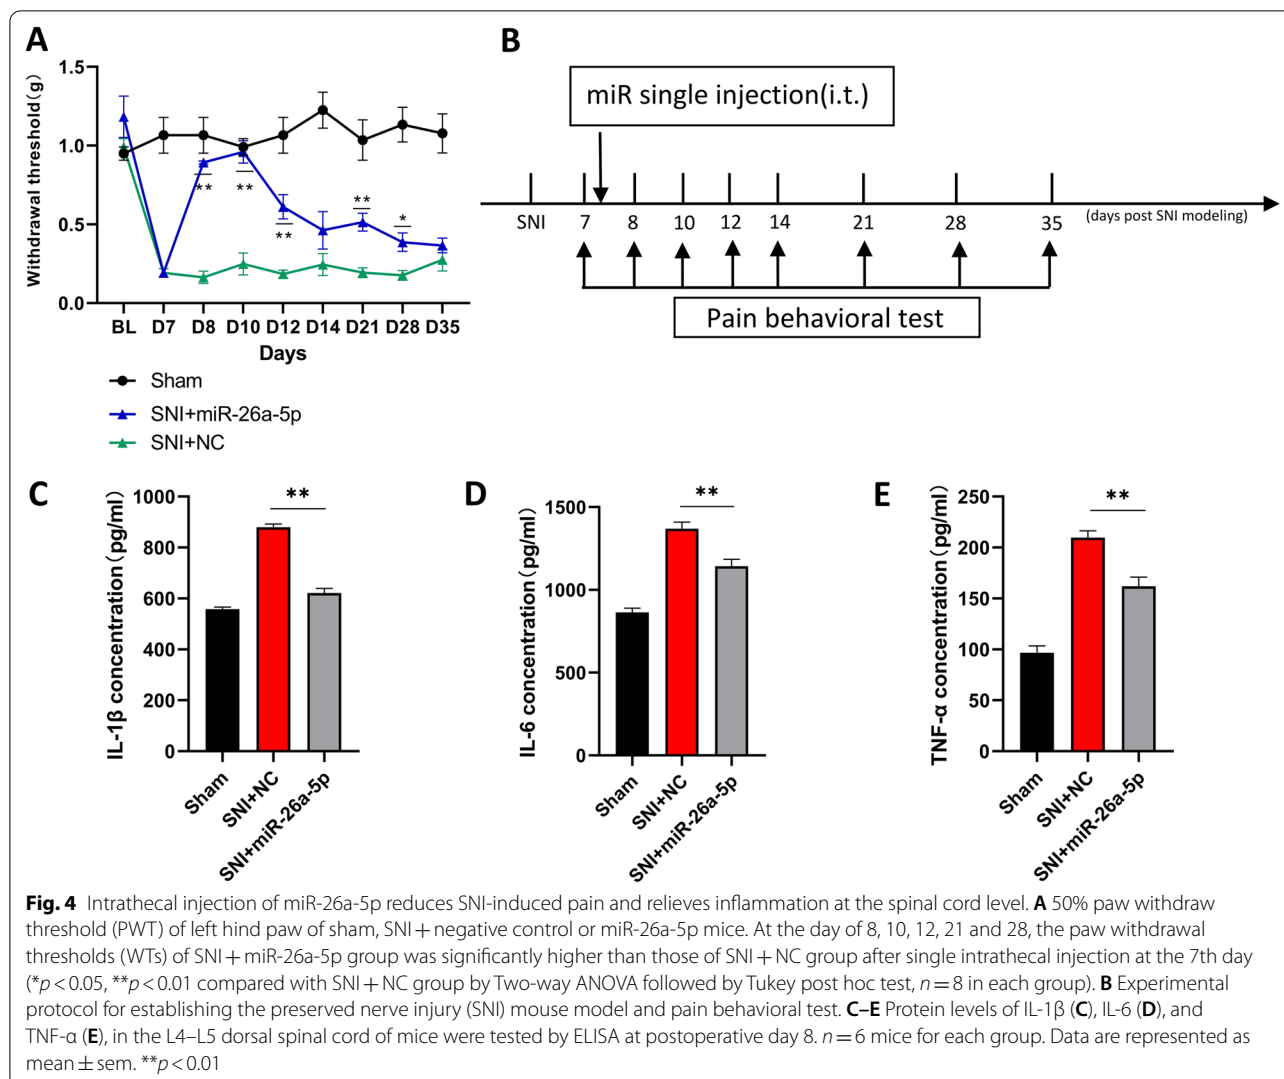 A
B
Withdrawal threshold(g)
1.5
1.0
0.5
0.0
**
**
**
**
*
BL D7 D8 D10 D12 D14 D21 D28 D35
Days
Sham
SNI+miR-26a-5p
SNI+NC
miR single injection(i.t.)
SNI 7 8 10 12 14 21 28 35 (days post SNI modeling)
Pain behavioral test
C
IL-1β concentration(pg/ml)
1000
800
600
400
200
0
**
Sham
SNI+NC
SNI+miR-26a-5p
D
IL-6 concentration(pg/ml)
1500
1000
500
0
**
Sham
SNI+NC
SNI+miR-26a-5p
E
TNF-α concentration(pg/ml)
250
200
150
100
50
0
**
Sham
SNI+NC
SNI+miR-26a-5p
Fig. 4 Intrathecal injection of miR-26a-5p reduces SNI-induced pain and relieves inflammation at the spinal cord level. A 50% paw withdraw
threshold (PWT) of left hind paw of sham, SNI + negative control or miR-26a-5p mice. At the day of 8, 10, 12, 21 and 28, the paw withdrawal
thresholds (WTs) of SNI + miR-26a-5p group was significantly higher than those of SNI + NC group after single intrathecal injection at the 7th day
(*p < 0.05, **p < 0.01 compared with SNI + NC group by Two-way ANOVA followed by Tukey post hoc test, n = 8 in each group). B Experimental
protocol for establishing the preserved nerve injury (SNI) mouse model and pain behavioral test. C–E Protein levels of IL-1β (C), IL-6 (D), and
TNF-α (E), in the L4–L5 dorsal spinal cord of mice were tested by ELISA at postoperative day 8. n = 6 mice for each group. Data are represented as
mean ± sem. **p < 0.01